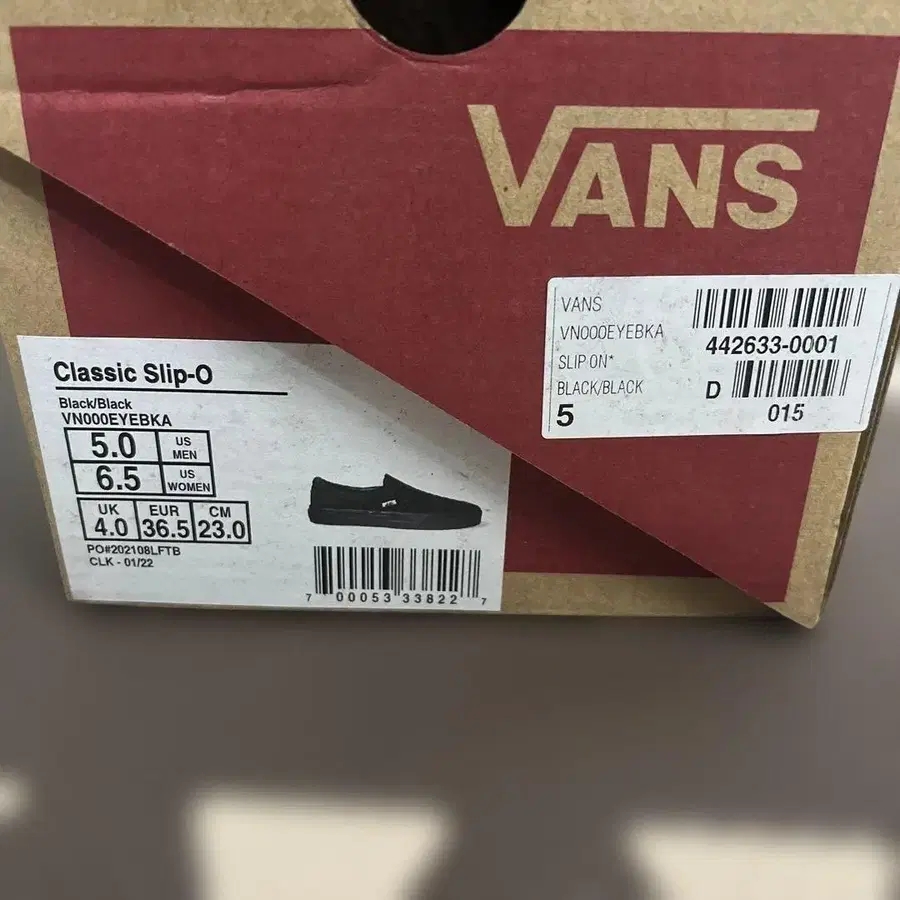 VANS
VANS
VN000EYEBKA
442633-0001
SLIP ON*
BLACK/BLACK
D
5
015
Classic Slip-O
Black/Black
VN000EYEBKA
5.0 US MEN
6.5 US WOMEN
UK EUR CM
4.0 36.5 23.0
PO#202108LFTB
CLK - 01/22
7 00053 33822 7